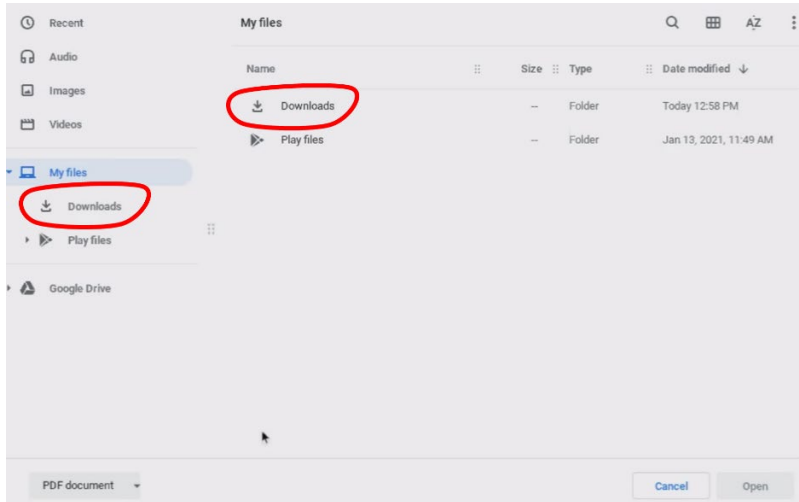 Recent
Audio
Images
Videos
My files
Downloads
Play files
Google Drive
My files
AZ
Name Size Type Date modified
Downloads -- Folder Today 12:58 PM
Play files -- Folder Jan 13, 2021, 11:49 AM
PDF document Cancel Open